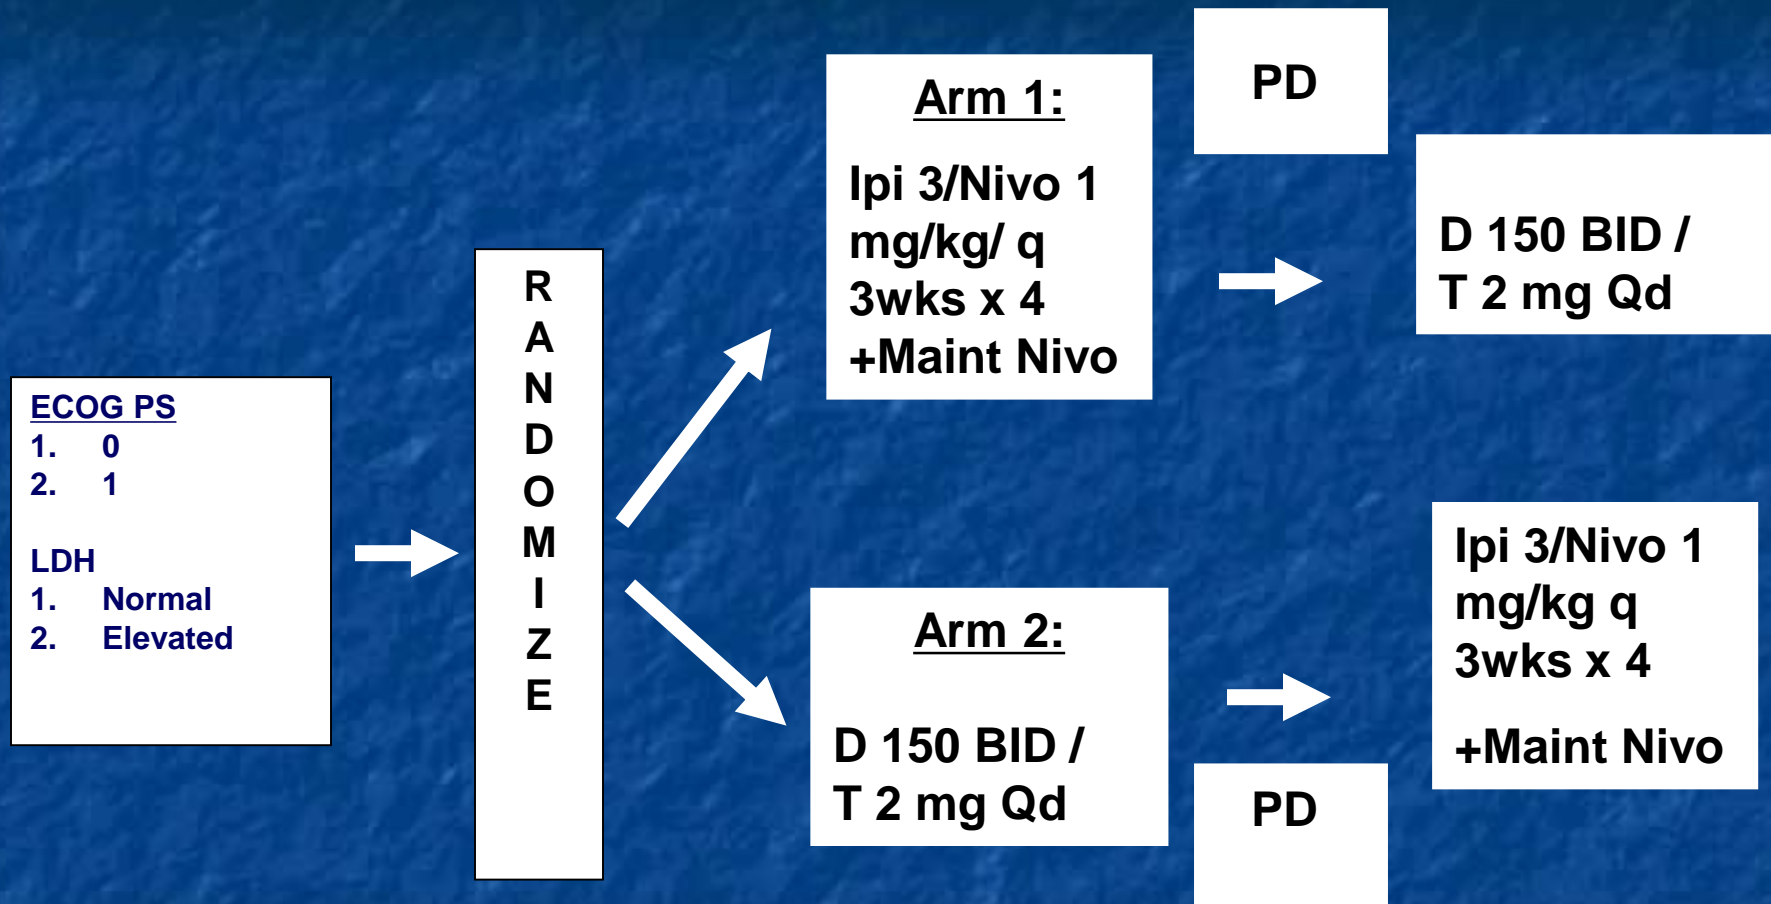 ECOG PS
1. 0
2. 1
LDH
1. Normal
2. Elevated
R
A
N
D
O
M
I
Z
E
Arm 1:
Ipi 3/Nivo 1
mg/kg/ q
3wks x 4
+Maint Nivo
PD
D 150 BID /
T 2 mg Qd
Arm 2:
D 150 BID /
T 2 mg Qd
PD
Ipi 3/Nivo 1
mg/kg q
3wks x 4
+Maint Nivo